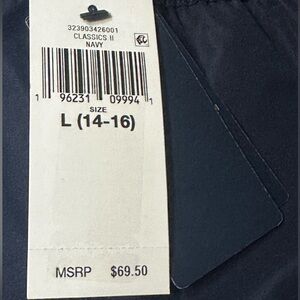 323903426001
CLASSICS II
NAVY
1 96231 09994 1
SIZE
L (14-16)
MSRP $69.50